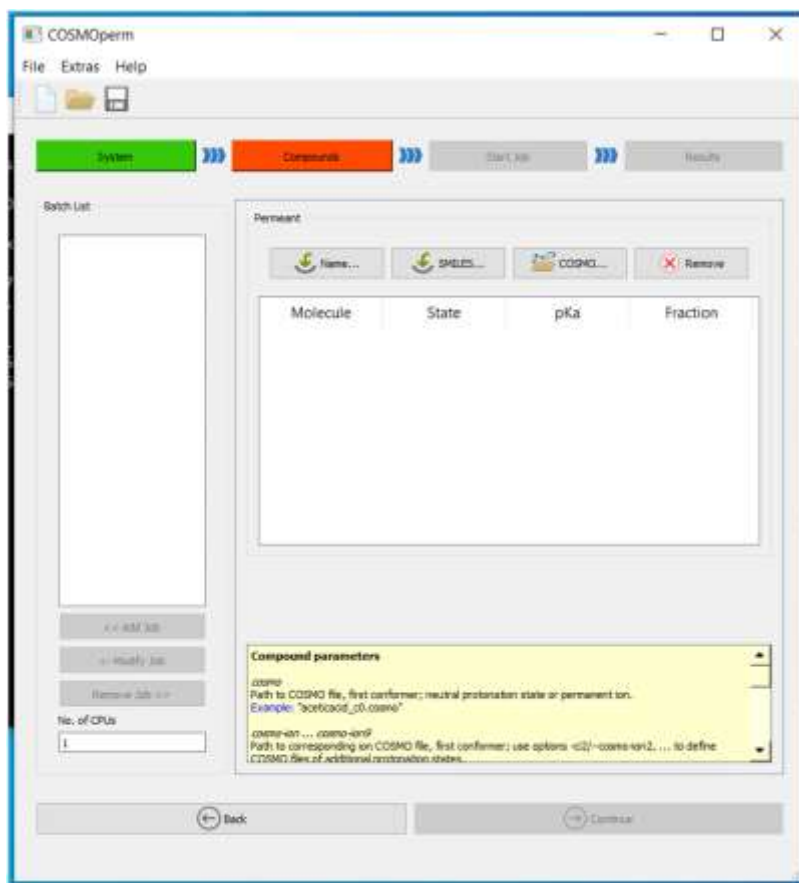 COSMOperm
File Extras Help
System Compounds Start Job Results
Batch List
Permeant
Name... SMILES... COSMO... Remove
Molecule State pKa Fraction
<< Add Job
<- Modify Job
Remove Job >>
No. of CPUs
1
Compound parameters
cosmo
Path to COSMO file, first conformer; neutral protonation state or permanent ion.
Example: "aceticacid_c0.cosmo"
cosmo-ion ... cosmo-ion9
Path to corresponding ion COSMO file, first conformer; use options -ci2/--cosmo-ion2, ... to define
COSMO files of additional protonation states.
Back Continue